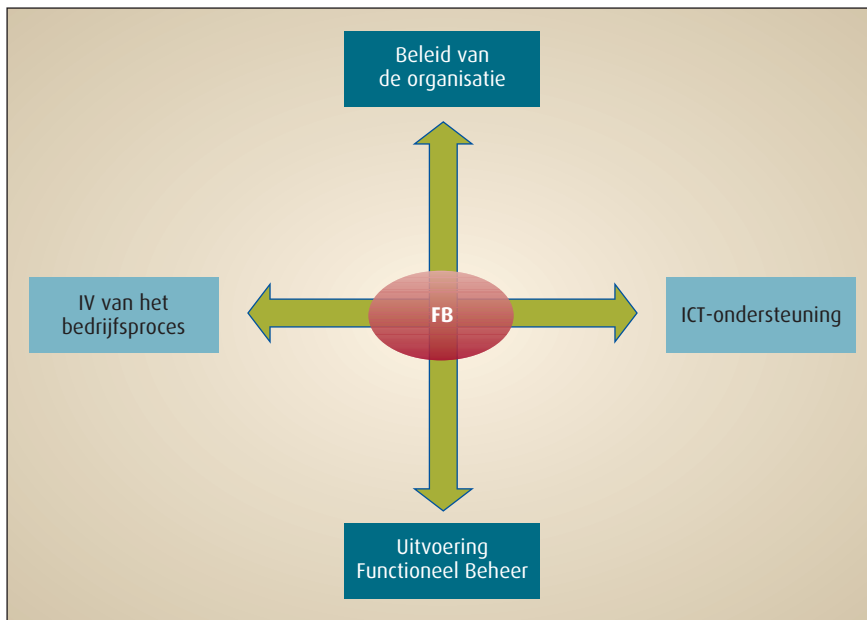 Beleid van
de organisatie
IV van het
bedrijfsproces
FB
ICT-ondersteuning
Uitvoering
Functioneel Beheer